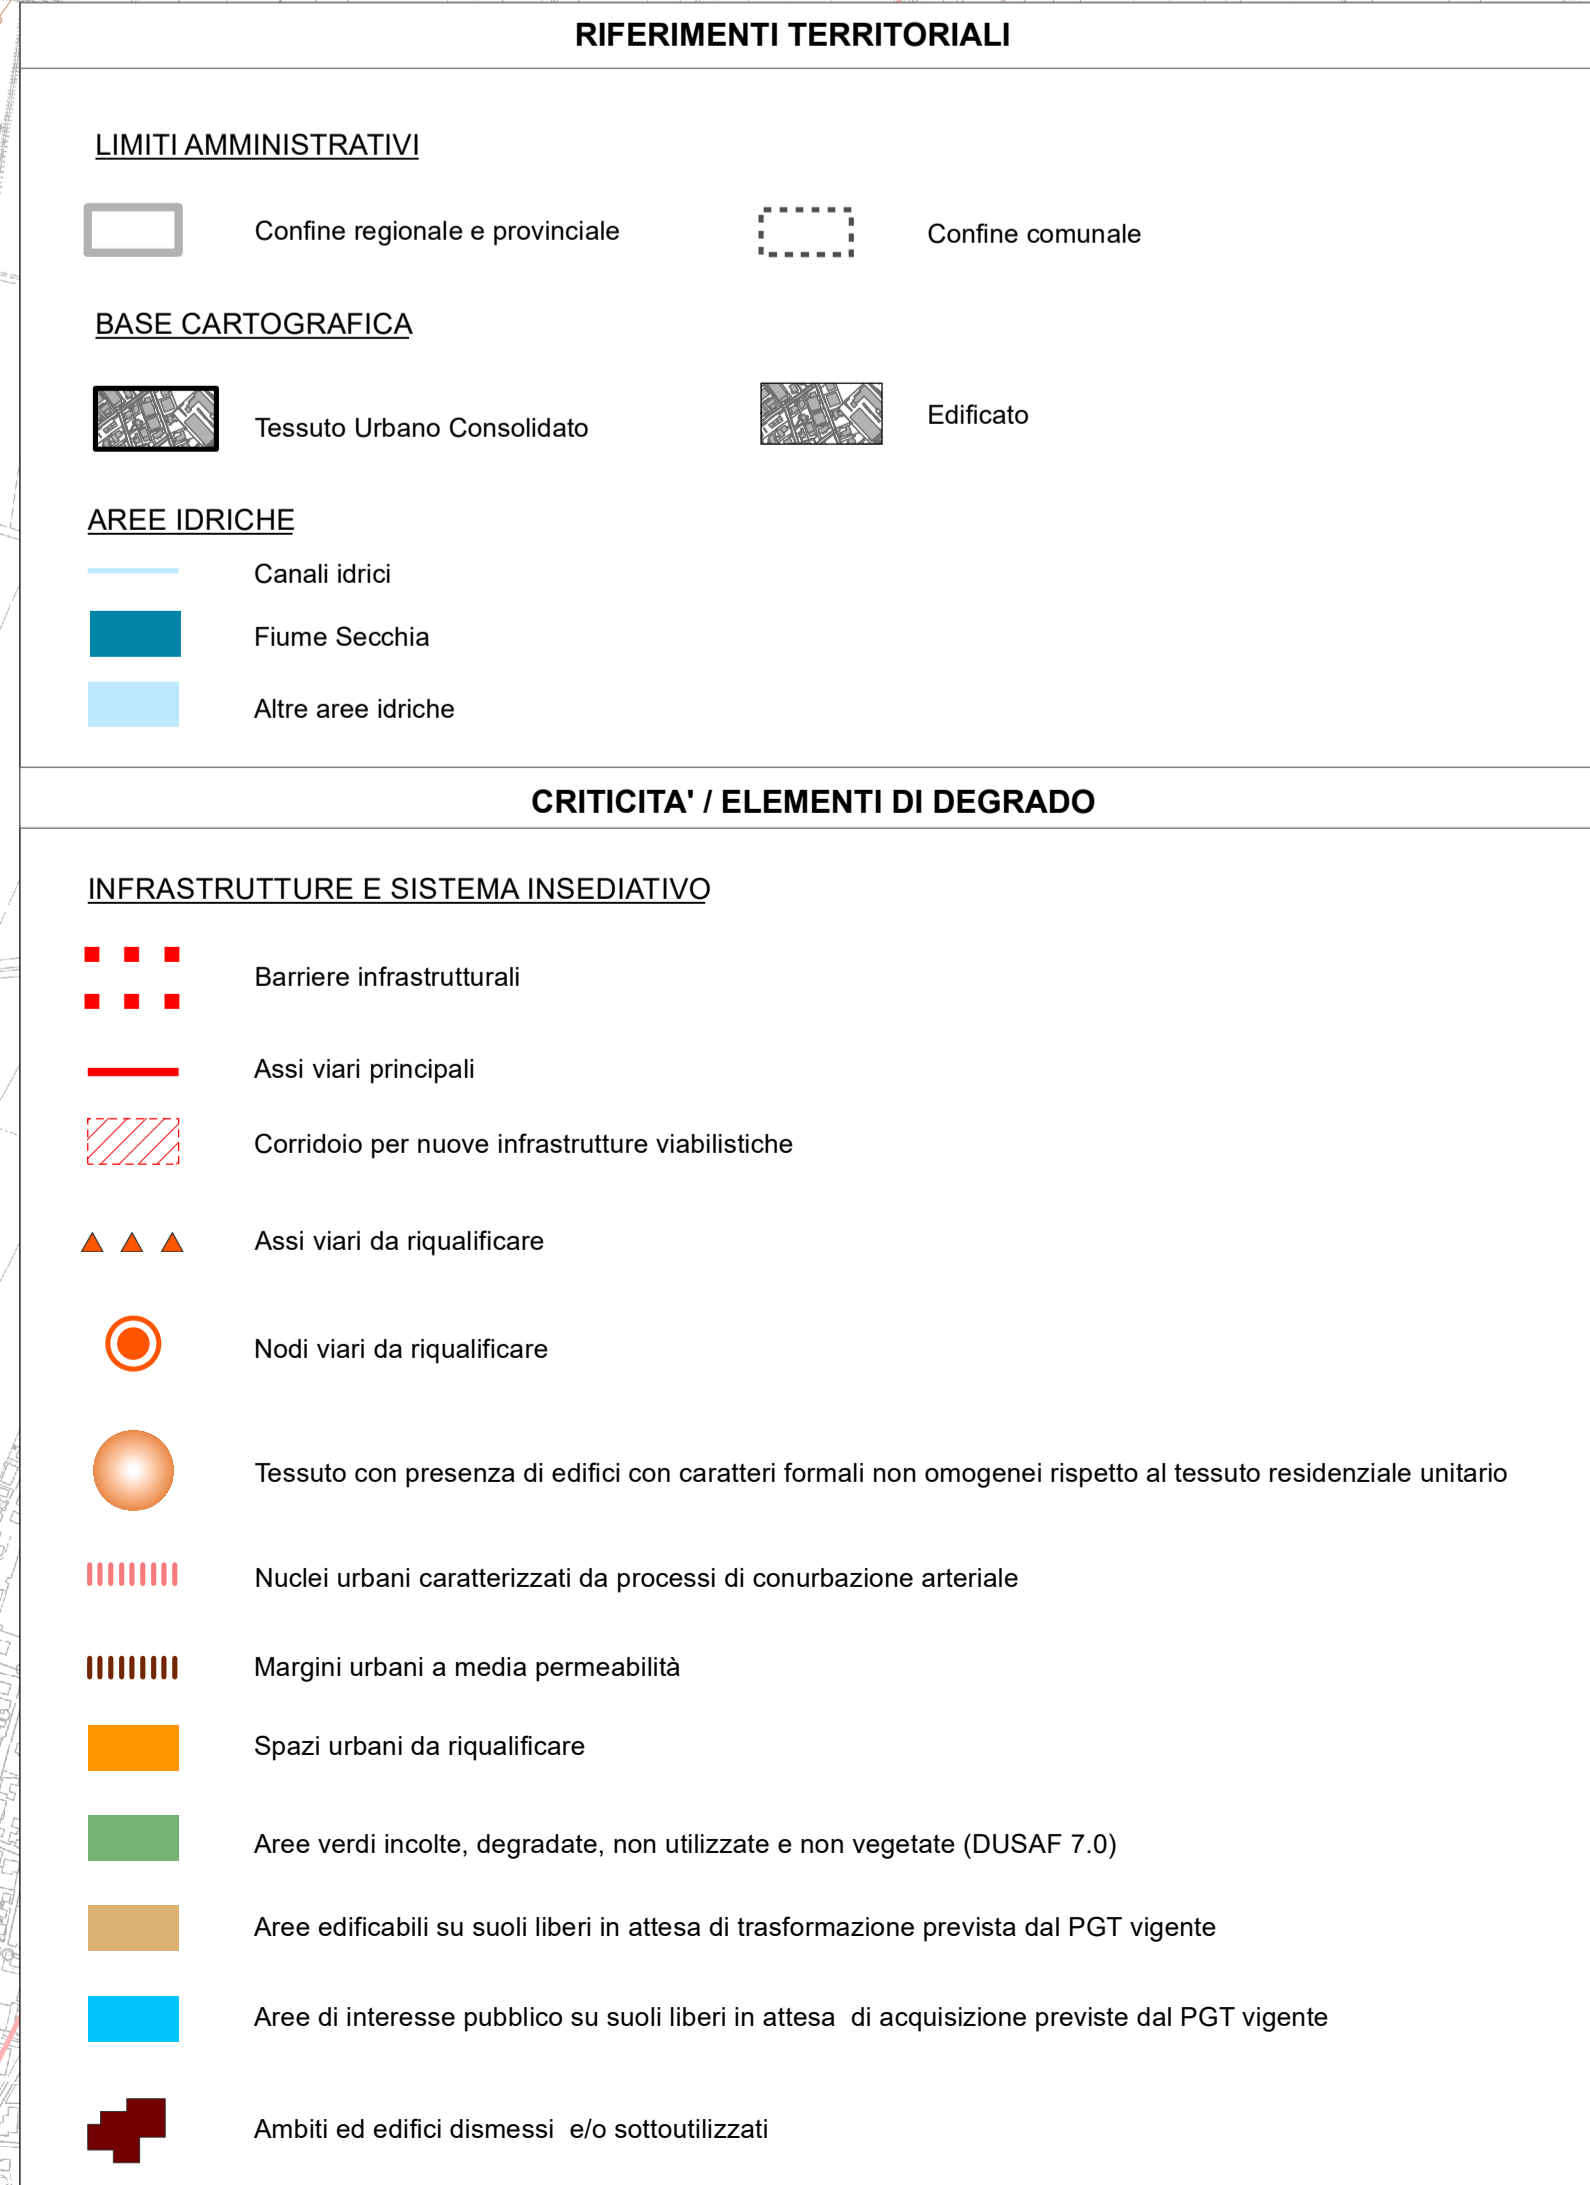 RIFERIMENTI TERRITORIALI
LIMITI AMMINISTRATIVI
Confine regionale e provinciale
Confine comunale
BASE CARTOGRAFICA
Tessuto Urbano Consolidato
Edificato
AREE IDRICHE
Canali idrici
Fiume Secchia
Altre aree idriche
CRITICITA' / ELEMENTI DI DEGRADO
INFRASTRUTTURE E SISTEMA INSEDIATIVO
Barriere infrastrutturali
Assi viari principali
Corridoio per nuove infrastrutture viabilistiche
Assi viari da riqualificare
Nodi viari da riqualificare
Tessuto con presenza di edifici con caratteri formali non omogenei rispetto al tessuto residenziale unitario
Nuclei urbani caratterizzati da processi di conurbazione arteriale
Margini urbani a media permeabilità
Spazi urbani da riqualificare
Aree verdi incolte, degradate, non utilizzate e non vegetate (DUSAF 7.0)
Aree edificabili su suoli liberi in attesa di trasformazione prevista dal PGT vigente
Aree di interesse pubblico su suoli liberi in attesa  di acquisizione previste dal PGT vigente
Ambiti ed edifici dismessi  e/o sottoutilizzati